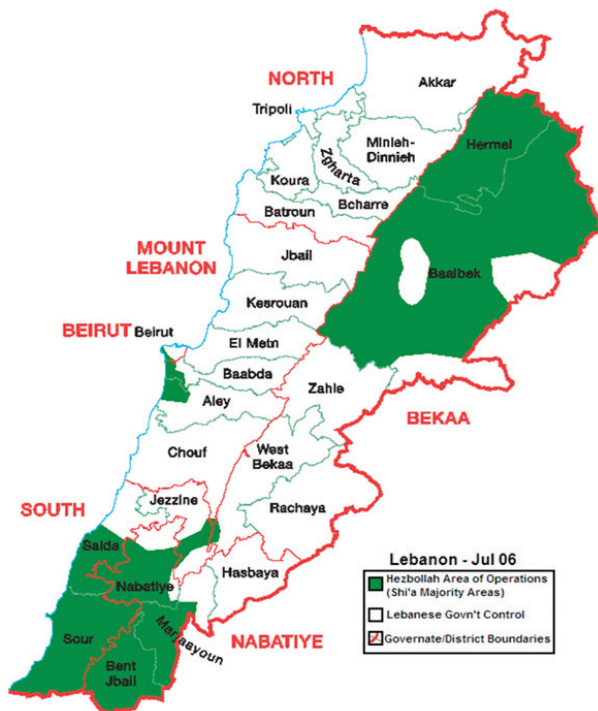 NORTH
Akkar
Tripoli
Minieh-
Dinnieh
Zgharta
Hermel
Koura
Bcharre
Batroun
MOUNT
LEBANON
Jbail
Baalbek
Kesrouan
BEIRUT
Beirut
El Metn
Baabda
Zahle
Aley
BEKAA
Chouf
West
Bekaa
Jezzine
SOUTH
Rachaya
Saida
Hasbaya
Nabatiye
Sour
Marjasyoun
NABATIYE
Bent
Jbail
Lebanon - Jul 06
Hezbollah Area of Operations
(Shi'a Majority Areas)
Lebanese Govn't Control
Governate/District Boundaries